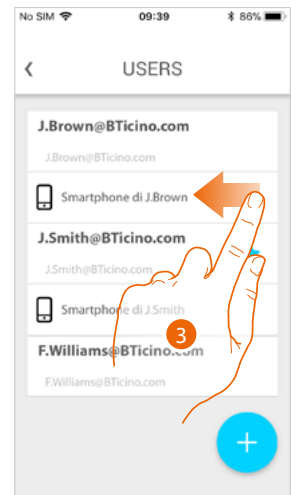 No SIM 09:39 86%
USERS
J.Brown@BTicino.com
J.Brown@BTicino.com
Smartphone di J.Brown
J.Smith@BTicino.com
J.Smith@BTicino.com
Smartphone di J.Smith
3
F.Williams@BTicino.com
F.Williams@BTicino.com
+